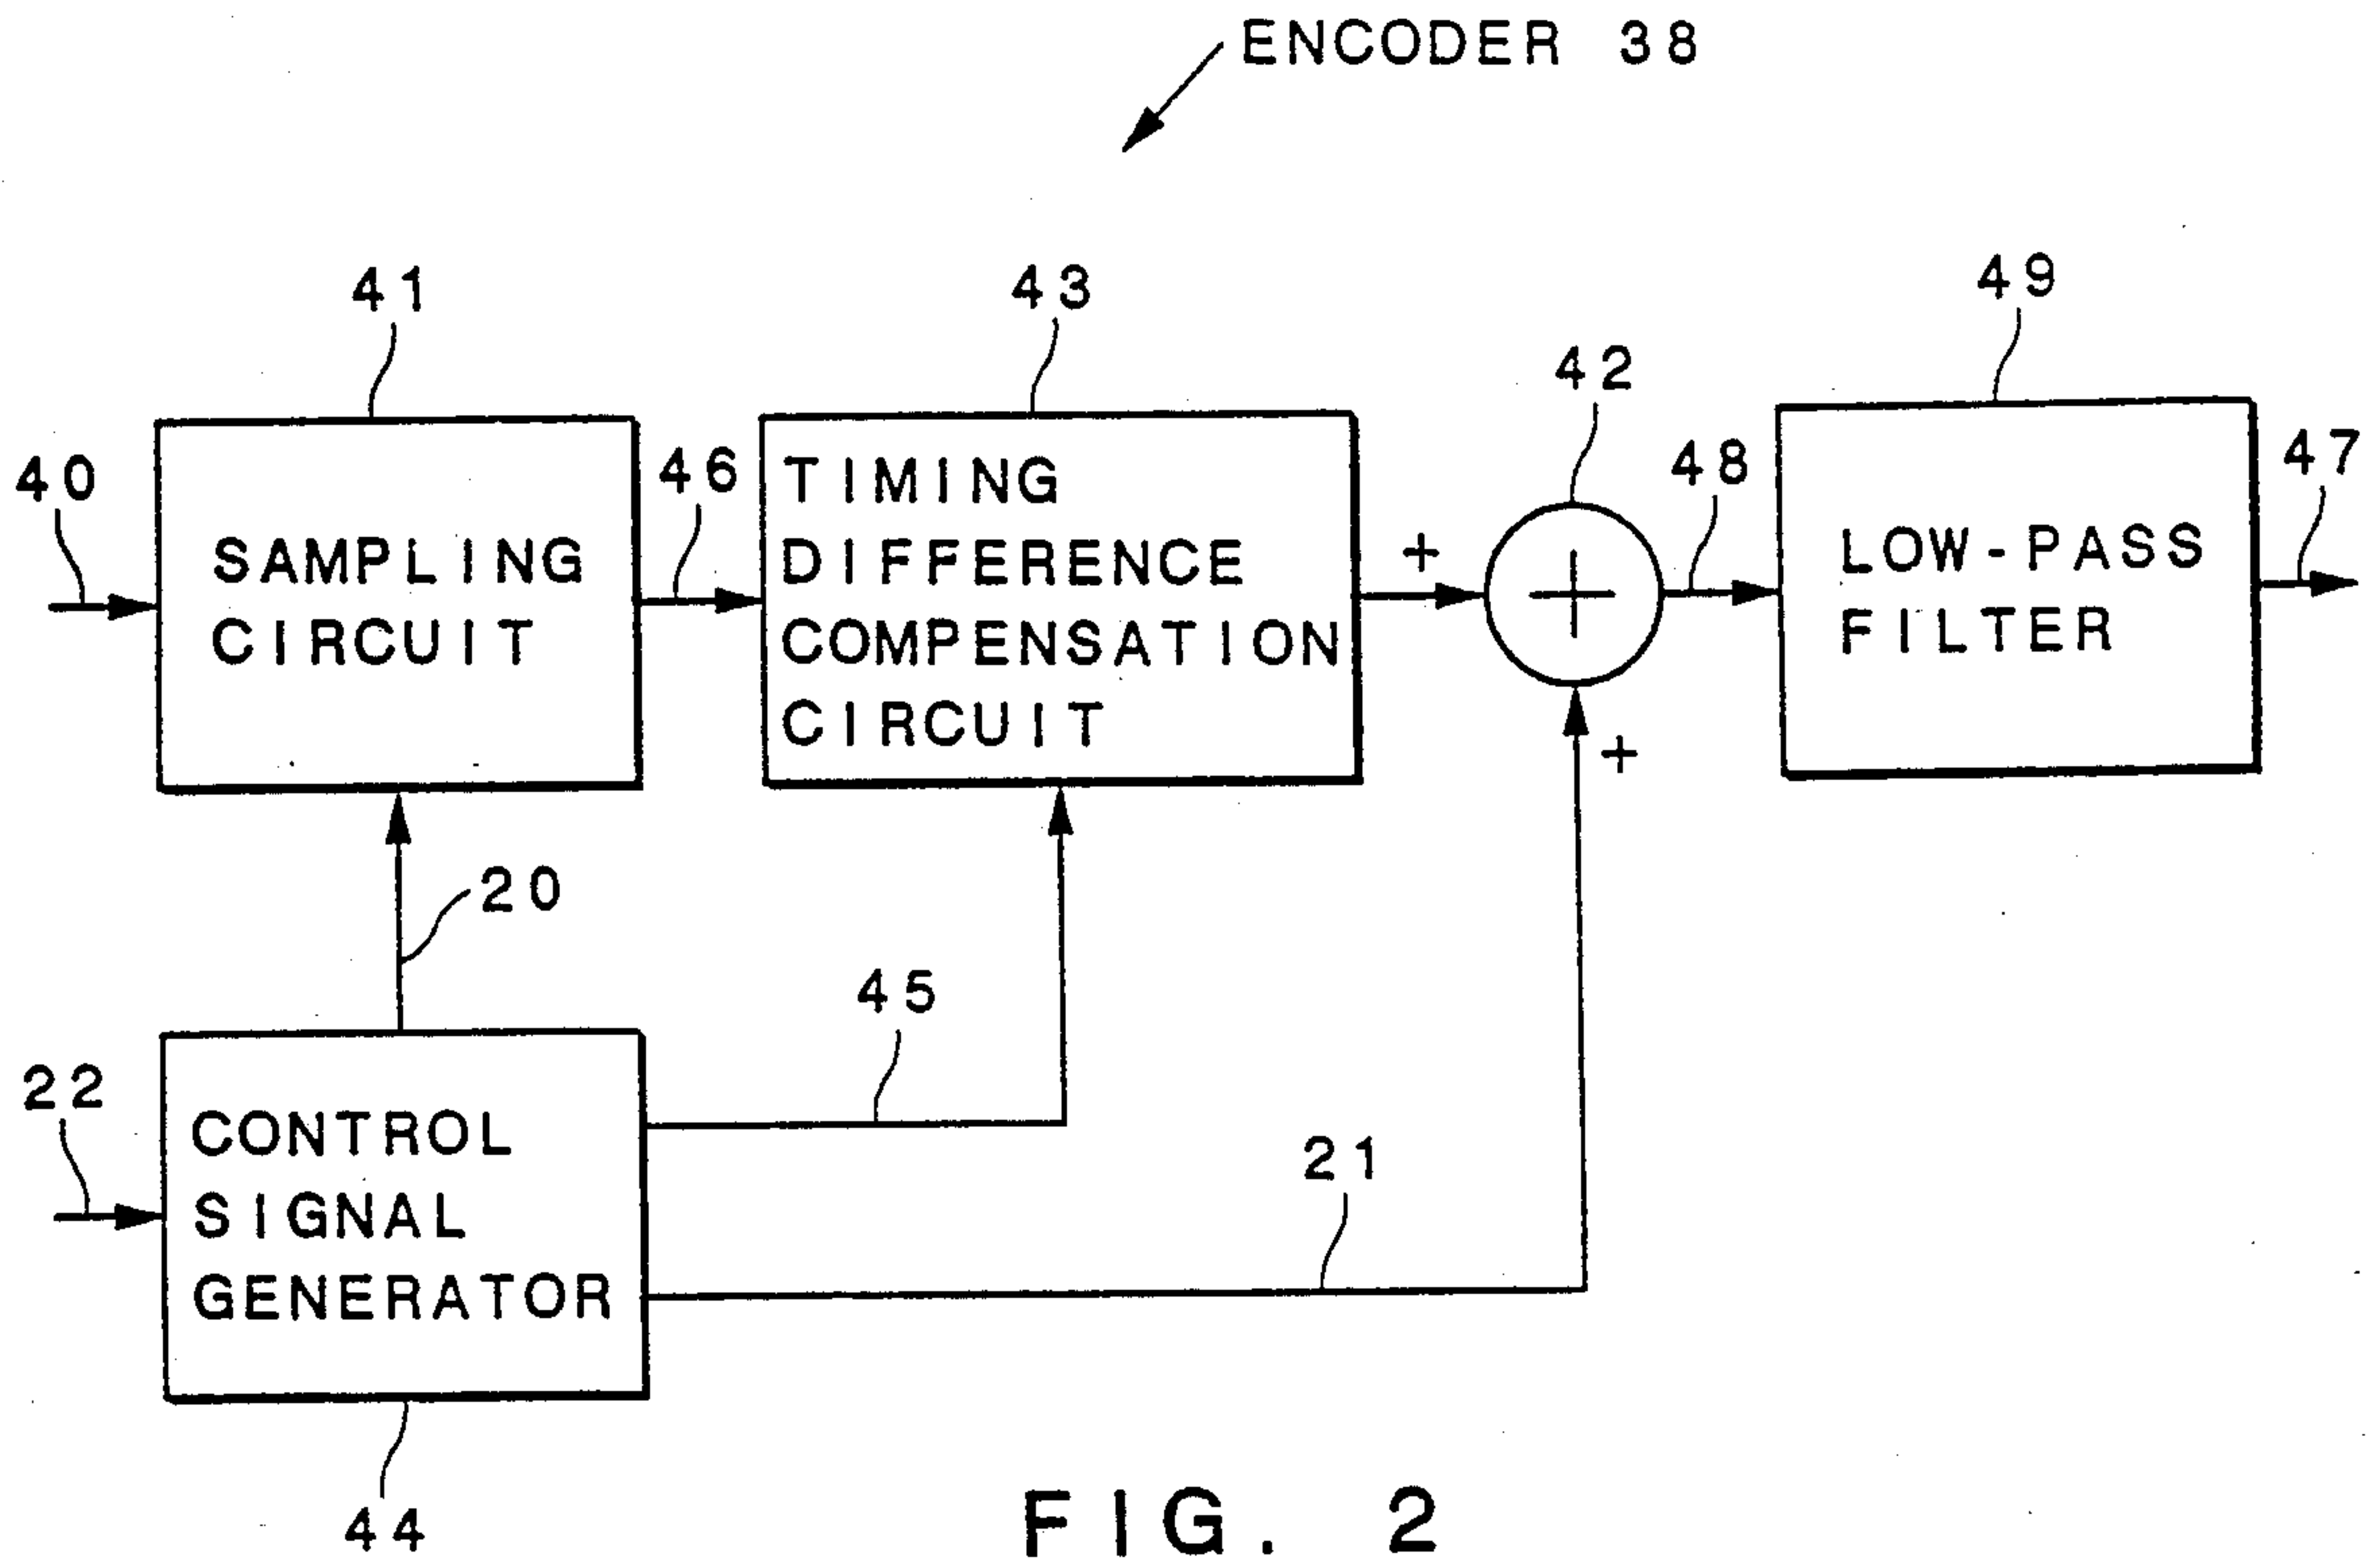 ENCODER 38
41
43
49
42
40
46
48
47
SAMPLING
CIRCUIT
TIMING
DIFFERENCE
COMPENSATION
CIRCUIT
+
+
LOW-PASS
FILTER
+
20
45
22
21
CONTROL
SIGNAL
GENERATOR
44
FIG. 2